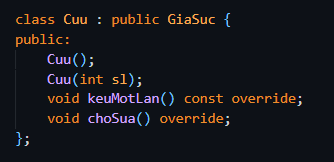 class Cuu : public GiaSuc {
public:
    Cuu();
    Cuu(int sl);
    void keuMotLan() const override;
    void choSua() override;
};